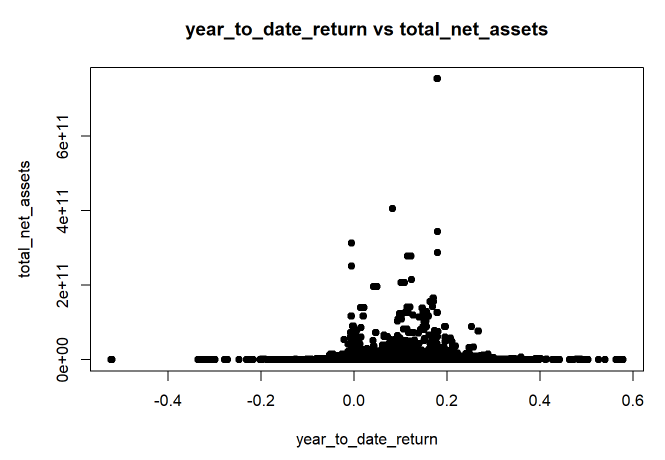 year_to_date_return vs total_net_assets
total_net_assets
6e+11
4e+11
2e+11
0e+00
-0.4 -0.2 0.0 0.2 0.4 0.6
year_to_date_return